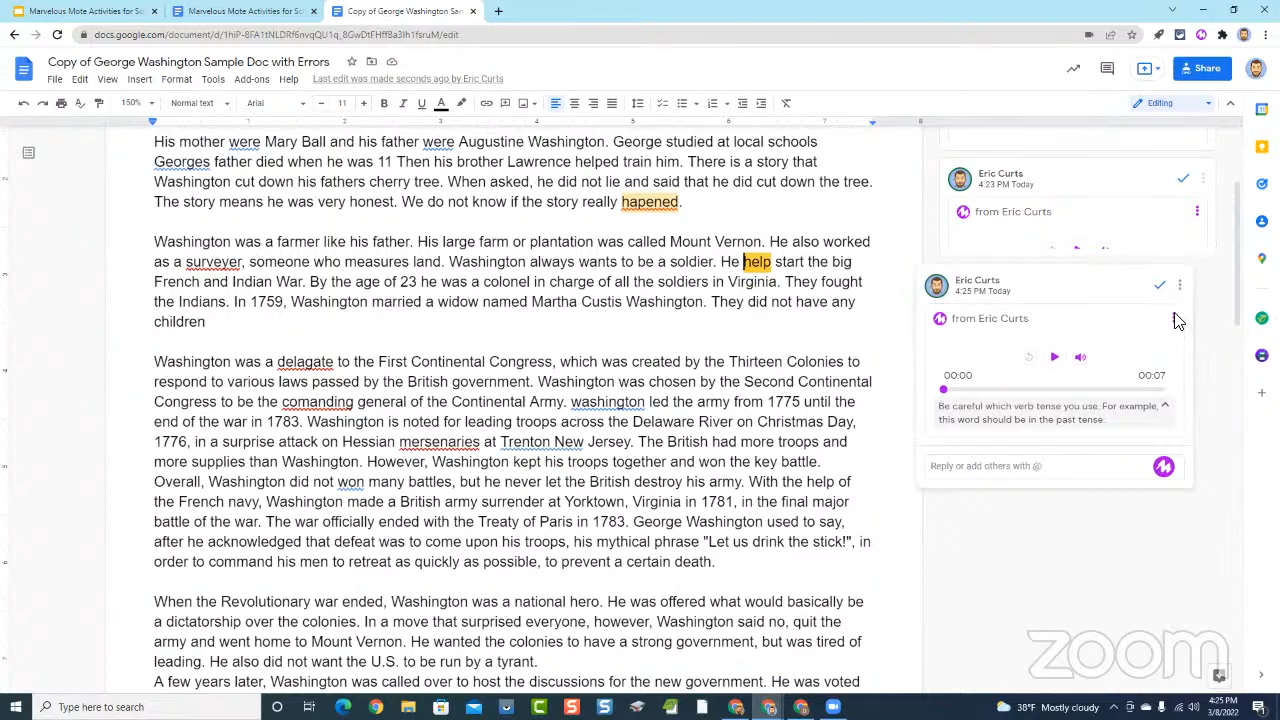 Marvelous Mote Activities for S
Marvelous Mote Activities for S
Copy of George Washington Sam
docs.google.com/document/d/1hiP-8FA1tNLDRf6nvqQU1q_8GwDtFHffBa3Ih1fsruM/edit
Copy of George Washington Sample Doc with Errors
File Edit View Insert Format Tools Add-ons Help Last edit was made seconds ago by Eric Curts
Share
150% Normal text Arial 11 Editing
1 2 3 4 5 6 7 8
His mother were Mary Ball and his father were Augustine Washington. George studied at local schools
Georges father died when he was 11 Then his brother Lawrence helped train him. There is a story that
Washington cut down his fathers cherry tree. When asked, he did not lie and said that he did cut down the tree.
The story means he was very honest. We do not know if the story really hapened.
Washington was a farmer like his father. His large farm or plantation was called Mount Vernon. He also worked
as a surveyer, someone who measures land. Washington always wants to be a soldier. He help start the big
French and Indian War. By the age of 23 he was a colonel in charge of all the soldiers in Virginia. They fought
the Indians. In 1759, Washington married a widow named Martha Custis Washington. They did not have any
children
Washington was a delagate to the First Continental Congress, which was created by the Thirteen Colonies to
respond to various laws passed by the British government. Washington was chosen by the Second Continental
Congress to be the comanding general of the Continental Army. washington led the army from 1775 until the
end of the war in 1783. Washington is noted for leading troops across the Delaware River on Christmas Day,
1776, in a surprise attack on Hessian mersenaries at Trenton New Jersey. The British had more troops and
more supplies than Washington. However, Washington kept his troops together and won the key battle.
Overall, Washington did not won many battles, but he never let the British destroy his army. With the help of
the French navy, Washington made a British army surrender at Yorktown, Virginia in 1781, in the final major
battle of the war. The war officially ended with the Treaty of Paris in 1783. George Washington used to say,
after he acknowledged that defeat was to come upon his troops, his mythical phrase "Let us drink the stick!", in
order to command his men to retreat as quickly as possible, to prevent a certain death.
When the Revolutionary war ended, Washington was a national hero. He was offered what would basically be
a dictatorship over the colonies. In a move that surprised everyone, however, Washington said no, quit the
army and went home to Mount Vernon. He wanted the colonies to have a strong government, but was tired of
leading. He also did not want the U.S. to be run by a tyrant.
A few years later, Washington was called over to host the discussions for the new government. He was voted
Eric Curts
4:23 PM Today
from Eric Curts
Eric Curts
4:25 PM Today
from Eric Curts
00:00 00:07
Be careful which verb tense you use. For example,
this word should be in the past tense.
Reply or add others with @
zoom
Type here to search
38°F Mostly cloudy
4:25 PM
3/8/2022